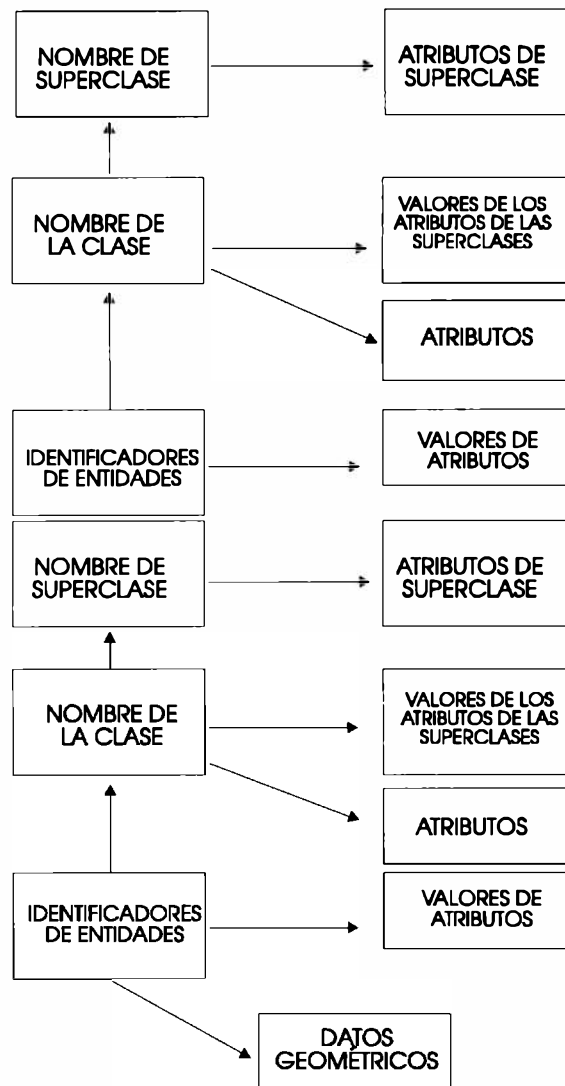 NOMBRE DE
SUPERCLASE
ATRIBUTOS DE
SUPERCLASE
NOMBRE DE
LA CLASE
VALORES DE LOS
ATRIBUTOS DE LAS
SUPERCLASES
ATRIBUTOS
IDENTIFICADORES
DE ENTIDADES
VALORES DE
ATRIBUTOS
NOMBRE DE
SUPERCLASE
ATRIBUTOS DE
SUPERCLASE
NOMBRE DE
LA CLASE
VALORES DE LOS
ATRIBUTOS DE LAS
SUPERCLASES
ATRIBUTOS
IDENTIFICADORES
DE ENTIDADES
VALORES DE
ATRIBUTOS
DATOS
GEOMÉTRICOS